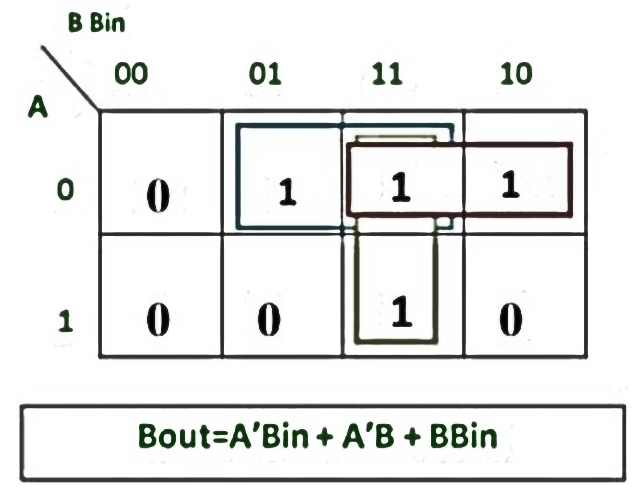 B Bin
00 01 11 10
A
0 0 1 1 1
1 0 0 1 0
Bout=A'Bin + A'B + BBin